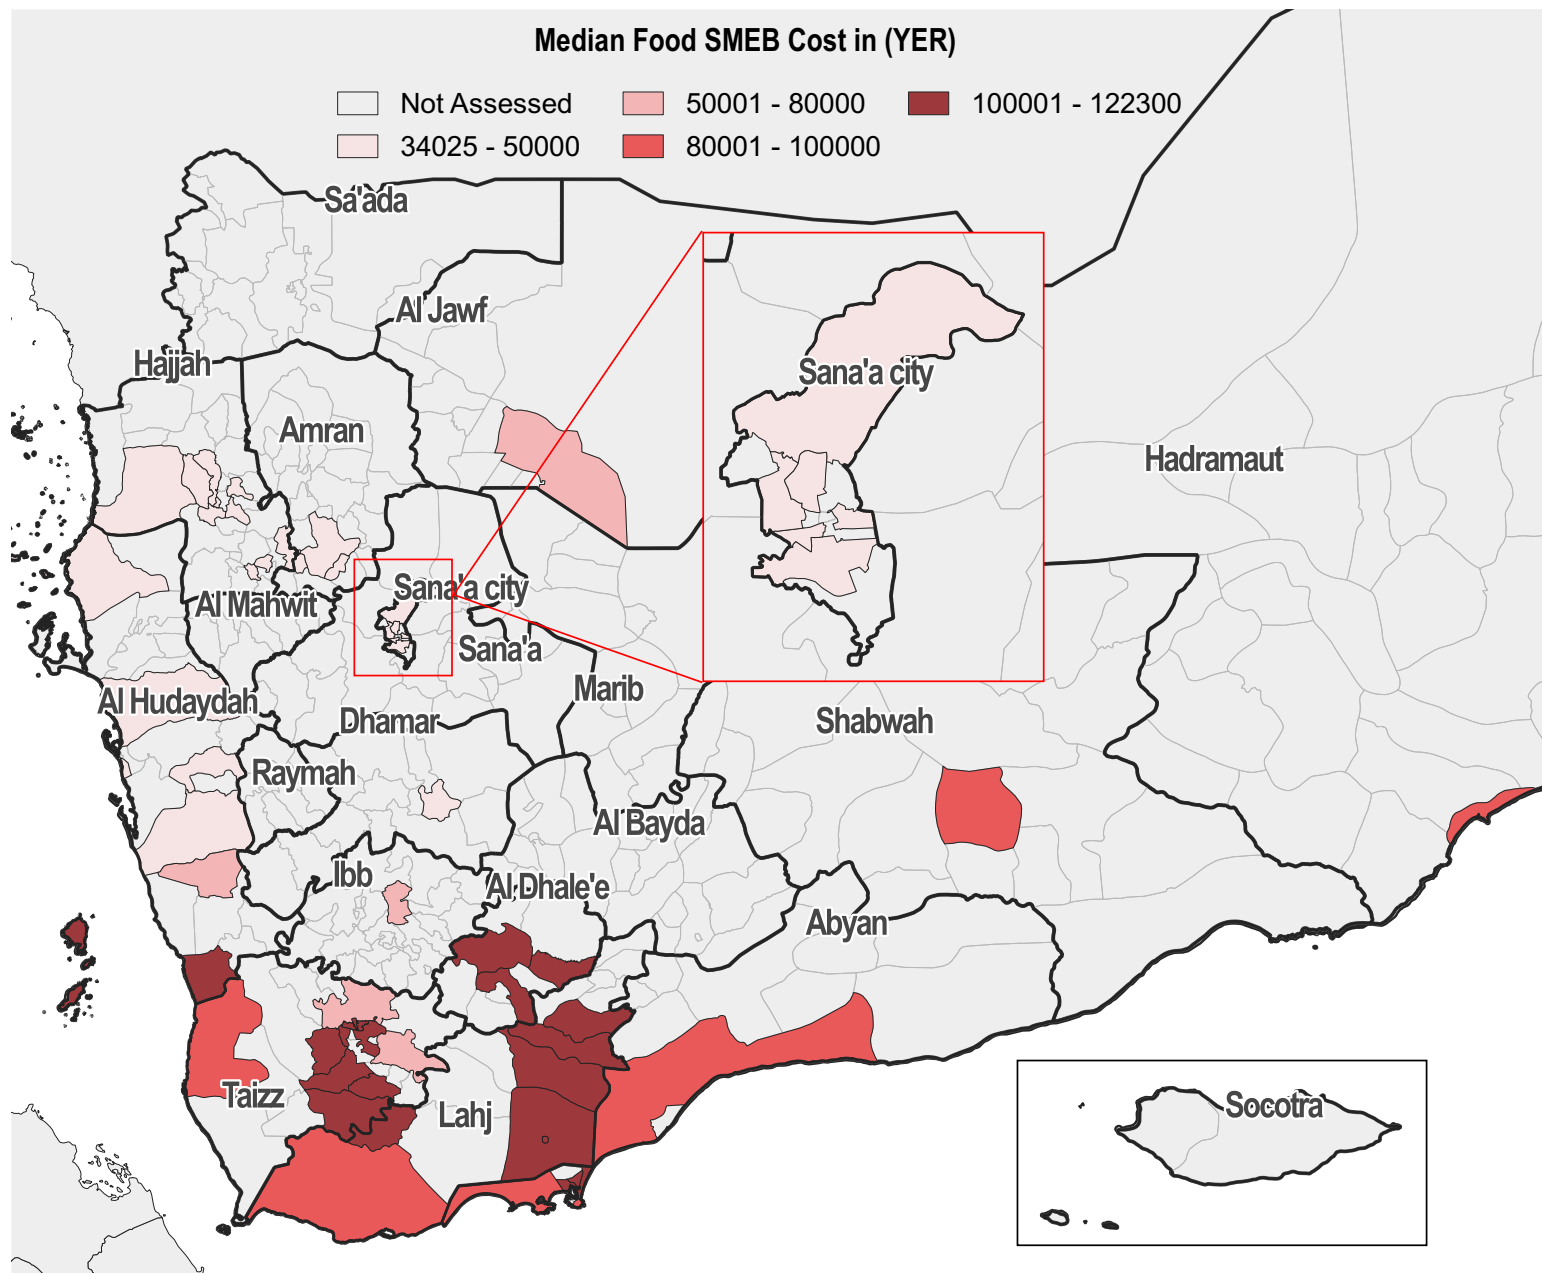 Median Food SMEB Cost in (YER)
Not Assessed
50001 - 80000
100001 - 122300
34025 - 50000
80001 - 100000
Sa'ada
Al Jawf
Hajjah
Sana'a city
Amran
Hadramaut
Sana'a city
Al Mahwit
Sana'a
Marib
Al Hudaydah
Dhamar
Shabwah
Raymah
Al Bayda
Ibb
Al Dhale'e
Abyan
Taizz
Lahj
Socotra